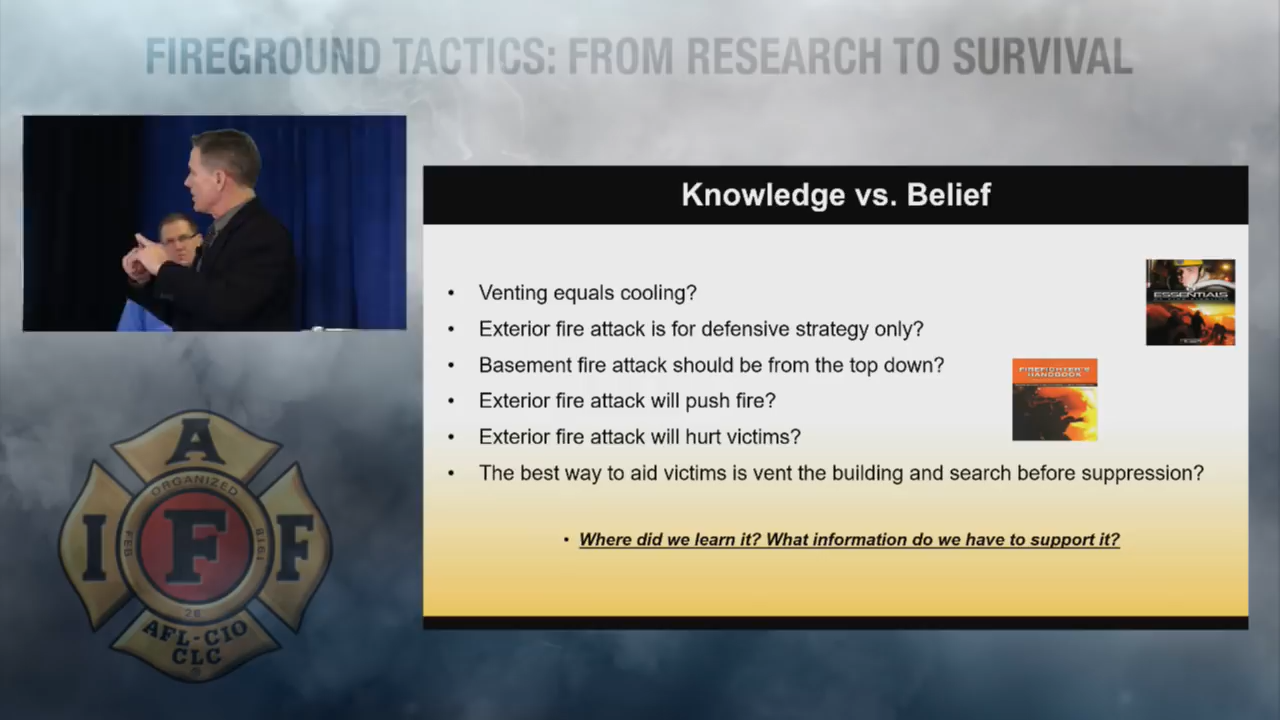 FIREGROUND TACTICS: FROM RESEARCH TO SURVIVAL
Knowledge vs. Belief
• Venting equals cooling?
• Exterior fire attack is for defensive strategy only?
• Basement fire attack should be from the top down?
• Exterior fire attack will push fire?
• Exterior fire attack will hurt victims?
• The best way to aid victims is vent the building and search before suppression?
• Where did we learn it? What information do we have to support it?
ESSENTIALS
FIREFIGHTER'S
HANDBOOK
A
ORGANIZED
I F F
FEB 1918
28
AFL-CIO
CLC